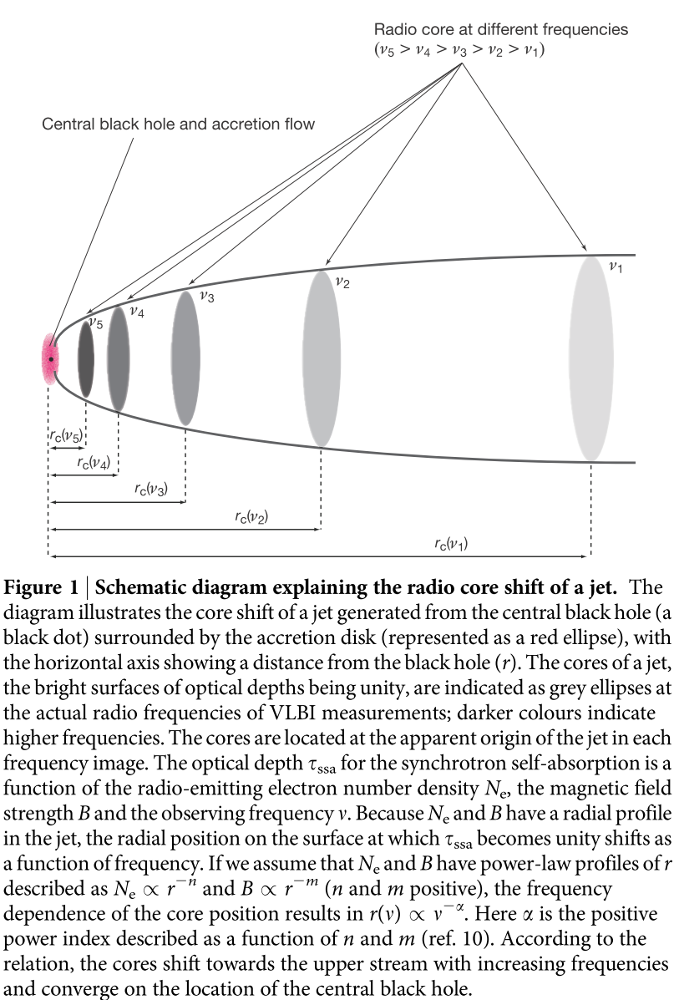 Radio core at different frequencies
(ν5 > ν4 > ν3 > ν2 > ν1)
Central black hole and accretion flow
ν1
ν2
ν3
ν4
ν5
rc(ν5)
rc(ν4)
rc(ν3)
rc(ν2)
rc(ν1)
Figure 1 | Schematic diagram explaining the radio core shift of a jet. The
diagram illustrates the core shift of a jet generated from the central black hole (a
black dot) surrounded by the accretion disk (represented as a red ellipse), with
the horizontal axis showing a distance from the black hole (r). The cores of a jet,
the bright surfaces of optical depths being unity, are indicated as grey ellipses at
the actual radio frequencies of VLBI measurements; darker colours indicate
higher frequencies. The cores are located at the apparent origin of the jet in each
frequency image. The optical depth τssa for the synchrotron self-absorption is a
function of the radio-emitting electron number density Ne, the magnetic field
strength B and the observing frequency ν. Because Ne and B have a radial profile
in the jet, the radial position on the surface at which τssa becomes unity shifts as
a function of frequency. If we assume that Ne and B have power-law profiles of r
described as Ne ∝ r^−n and B ∝ r^−m (n and m positive), the frequency
dependence of the core position results in r(ν) ∝ ν^−α. Here α is the positive
power index described as a function of n and m (ref. 10). According to the
relation, the cores shift towards the upper stream with increasing frequencies
and converge on the location of the central black hole.